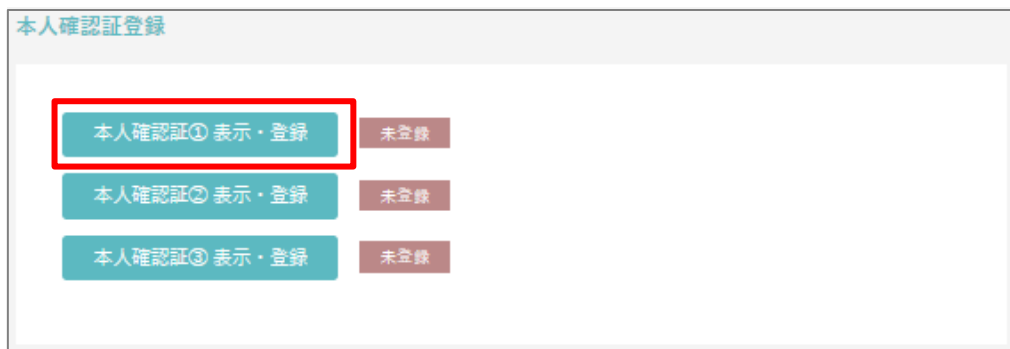 本人確認証登録
本人確認証① 表示・登録 未登録
本人確認証② 表示・登録 未登録
本人確認証③ 表示・登録 未登録